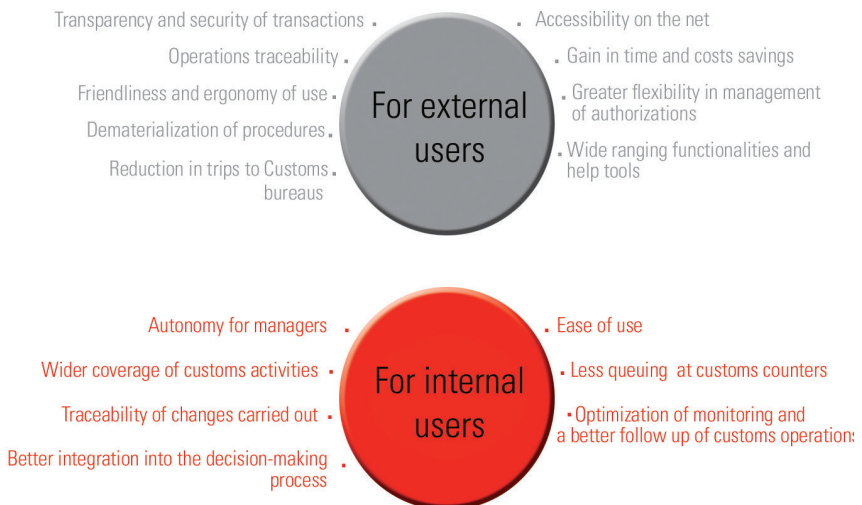 Transparency and security of transactions
Operations traceability
Friendliness and ergonomy of use
Dematerialization of procedures
Reduction in trips to Customs
bureaus
For external
users
Accessibility on the net
Gain in time and costs savings
Greater flexibility in management
of authorizations
Wide ranging functionalities and
help tools
Autonomy for managers
Wider coverage of customs activities
Traceability of changes carried out
Better integration into the decision-making
process
For internal
users
Ease of use
Less queuing at customs counters
Optimization of monitoring and
a better follow up of customs operations